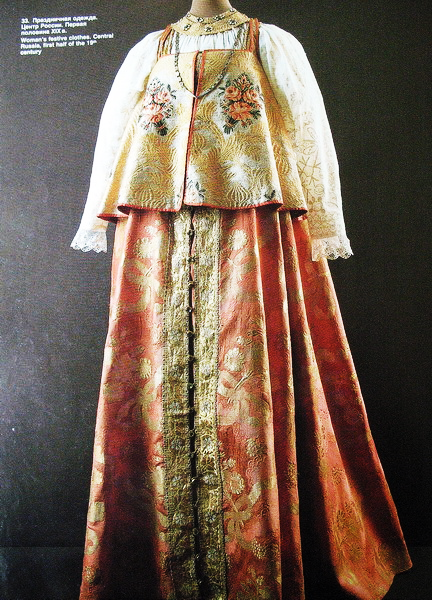 33. Праздничная одежда.
Центр России. Первая
половина XIX в.
Women's festive clothes. Central
Russia, first half of the 19th
century